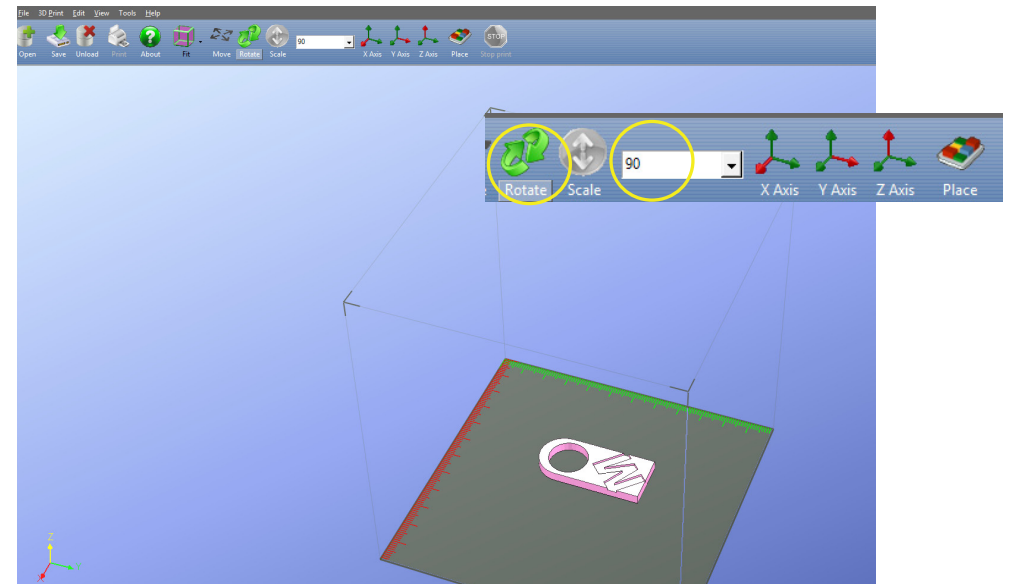 File 3D Print Edit View Tools Help
90
Open Save Unload Print About Fit Move Rotate Scale X Axis Y Axis Z Axis Place Stop print
STOP
90
Rotate Scale X Axis Y Axis Z Axis Place
M
Z
Y
X